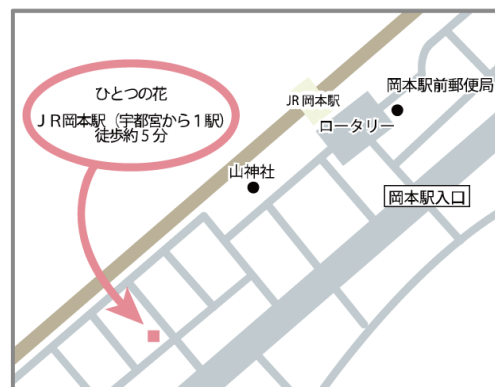 ひとつの花
JR岡本駅（宇都宮から1駅）
徒歩約5分
JR岡本駅
岡本駅前郵便局
ロータリー
山神社
岡本駅入口